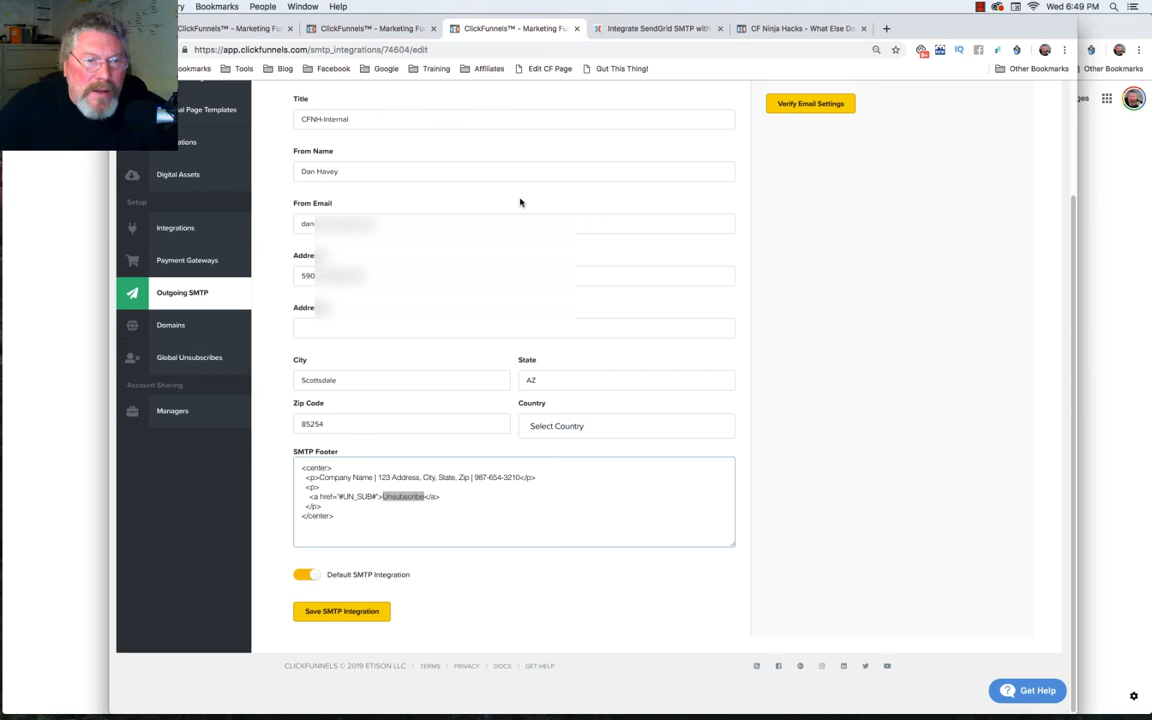 ry Bookmarks People Window Help Wed 6:49 PM
ClickFunnels™ - Marketing Fu ClickFunnels™ - Marketing Fu ClickFunnels™ - Marketing Fu Integrate SendGrid SMTP with CF Ninja Hacks - What Else Do
https://app.clickfunnels.com/smtp_integrations/74604/edit
okmarks Tools Blog Facebook Google Training Affiliates Edit CF Page Gut This Thing! Other Bookmarks Other Bookmarks
nal Page Templates
ations
Digital Assets
Setup
Integrations
Payment Gateways
Outgoing SMTP
Domains
Global Unsubscribes
Account Sharing
Managers
Title
CFNH-Internal
Verify Email Settings
ges
From Name
Dan Havey
From Email
dan
Addre
590
Addre
City State
Scottsdale AZ
Zip Code Country
85254 Select Country
SMTP Footer
<center>
<p>Company Name | 123 Address, City, State, Zip | 987-654-3210</p>
<p>
<a href="#UN_SUB#">Unsubscribe</a>
</p>
</center>
Default SMTP Integration
Save SMTP Integration
CLICKFUNNELS © 2019 ETISON LLC | TERMS | PRIVACY | DOCS | GET HELP
Get Help